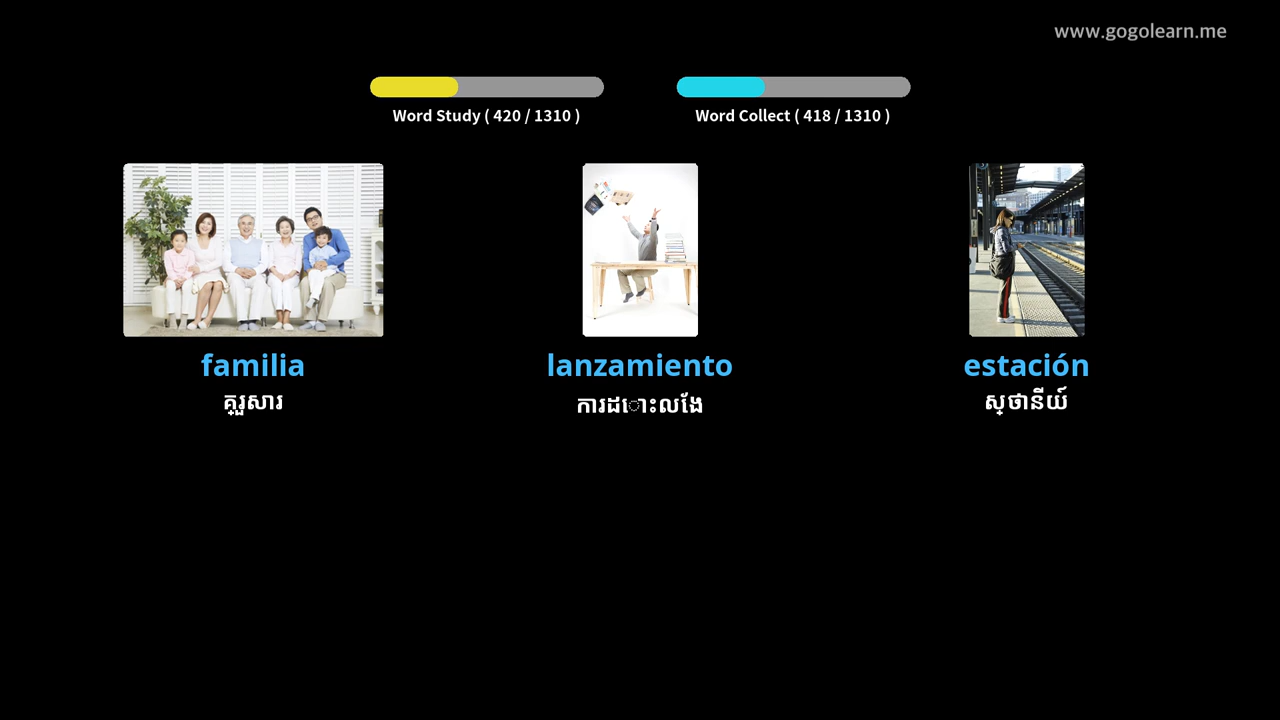 www.gogolearn.me
Word Study ( 420 / 1310 )
Word Collect ( 418 / 1310 )
familia
lanzamiento
estación
គ្រួសារ
ការដោះលែង
ស្ថានីយ៍